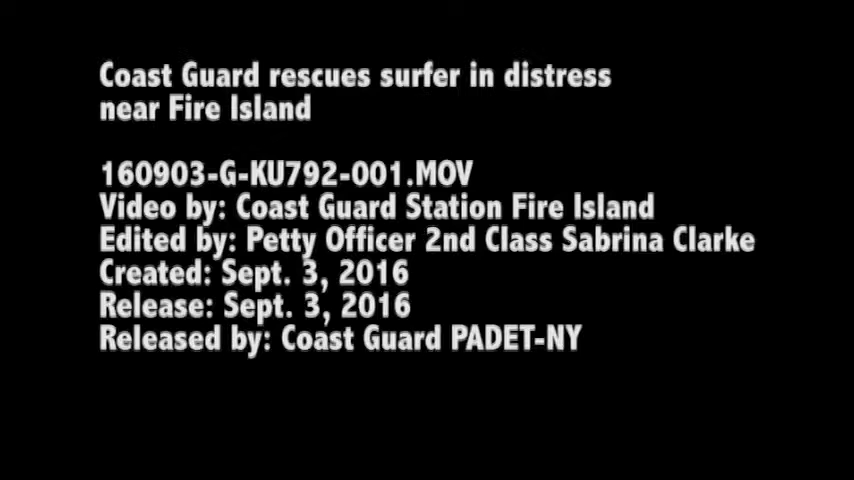 Coast Guard rescues surfer in distress
near Fire Island
160903-G-KU792-001.MOV
Video by: Coast Guard Station Fire Island
Edited by: Petty Officer 2nd Class Sabrina Clarke
Created: Sept. 3, 2016
Release: Sept. 3, 2016
Released by: Coast Guard PADET-NY